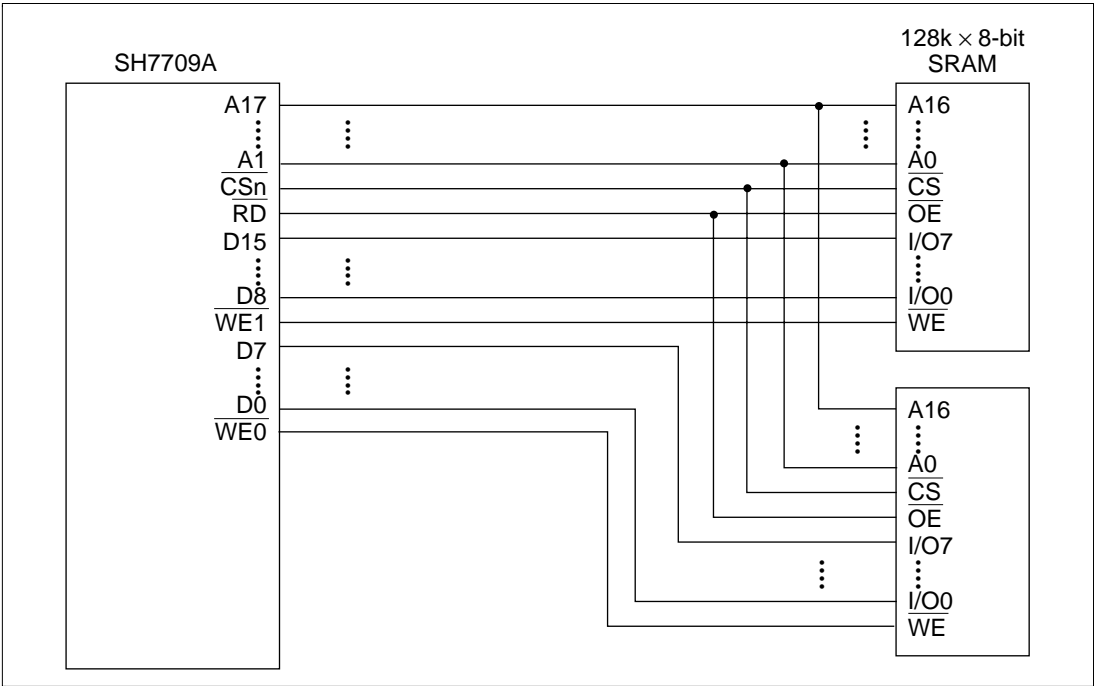 SH7709A
A17
A1
CSn
RD
D15
D8
WE1
D7
D0
WE0
128k × 8-bit
SRAM
A16
A0
CS
OE
I/O7
I/O0
WE
A16
A0
CS
OE
I/O7
I/O0
WE